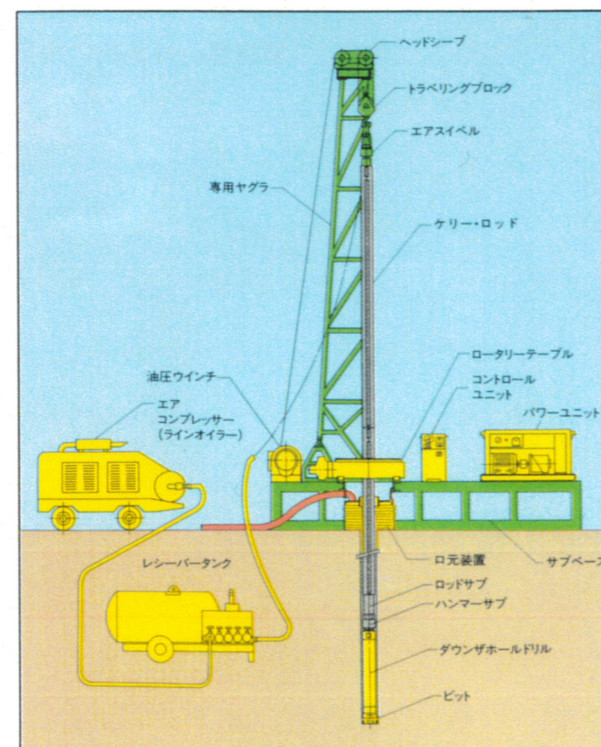 ヘッドシーブ
トラベリングブロック
エアスイベル
専用ヤグラ
ケリー・ロッド
ロータリーテーブル
油圧ウインチ
コントロール
ユニット
パワーユニット
エア
コンプレッサー
(ラインオイラー)
レシーバータンク
口元装置
サブベース
ロッドサブ
ハンマーサブ
ダウンザホールドリル
ビット